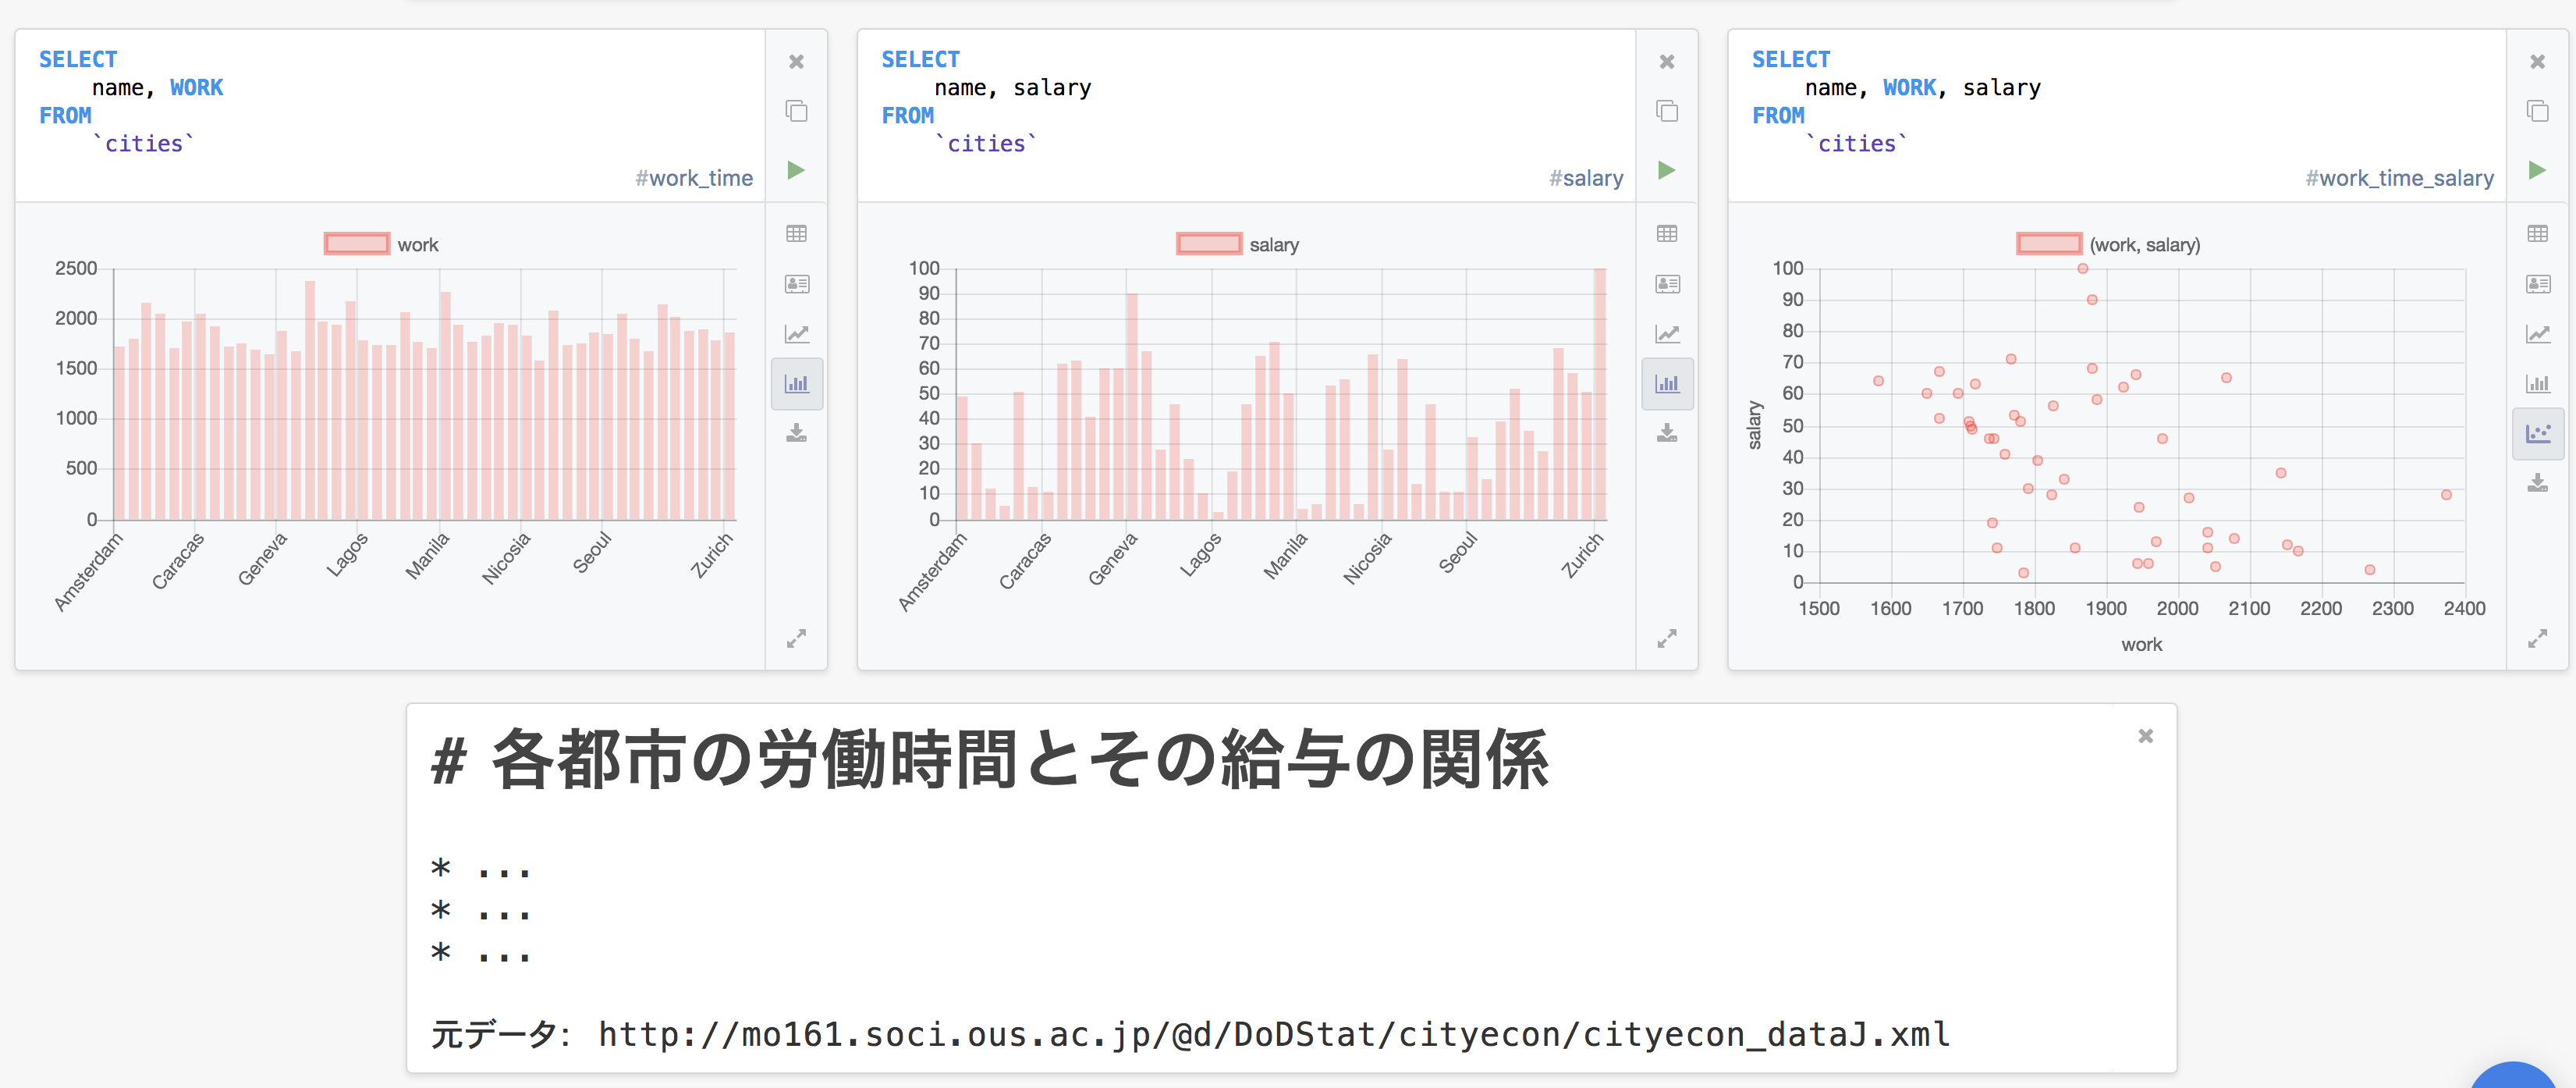 SELECT
name, WORK
FROM
`cities`
#work_time
work
2500
2000
1500
1000
500
0
Amsterdam
Caracas
Geneva
Lagos
Manila
Nicosia
Seoul
Zurich
SELECT
name, salary
FROM
`cities`
#salary
salary
100
90
80
70
60
50
40
30
20
10
0
Amsterdam
Caracas
Geneva
Lagos
Manila
Nicosia
Seoul
Zurich
SELECT
name, WORK, salary
FROM
`cities`
#work_time_salary
(work, salary)
salary
100
90
80
70
60
50
40
30
20
10
0
1500 1600 1700 1800 1900 2000 2100 2200 2300 2400
work
# 各都市の労働時間とその給与の関係
* ...
* ...
* ...
元データ: http://mo161.soci.ous.ac.jp/@d/DoDStat/cityecon/cityecon_dataJ.xml